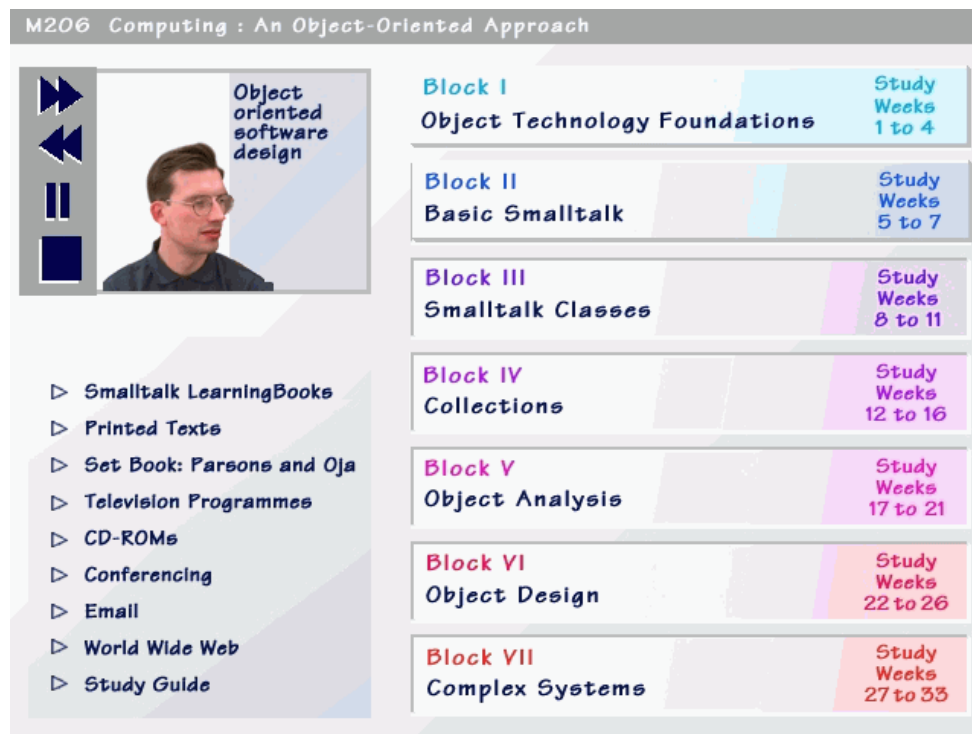 M206 Computing : An Object-Oriented Approach
Object
oriented
software
design
Smalltalk LearningBooks
Printed Texts
Set Book: Parsons and Oja
Television Programmes
CD-ROMs
Conferencing
Email
World Wide Web
Study Guide
Block I
Object Technology Foundations
Study
Weeks
1 to 4
Block II
Basic Smalltalk
Study
Weeks
5 to 7
Block III
Smalltalk Classes
Study
Weeks
8 to 11
Block IV
Collections
Study
Weeks
12 to 16
Block V
Object Analysis
Study
Weeks
17 to 21
Block VI
Object Design
Study
Weeks
22 to 26
Block VII
Complex Systems
Study
Weeks
27 to 33